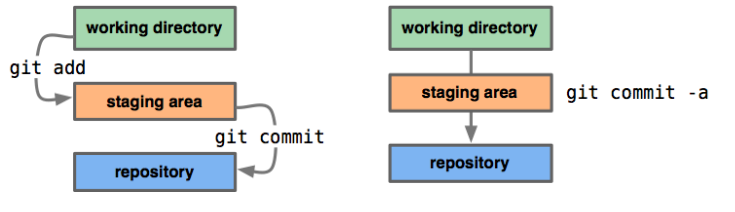 working directory
git add
staging area
git commit
repository
working directory
staging area
git commit -a
repository